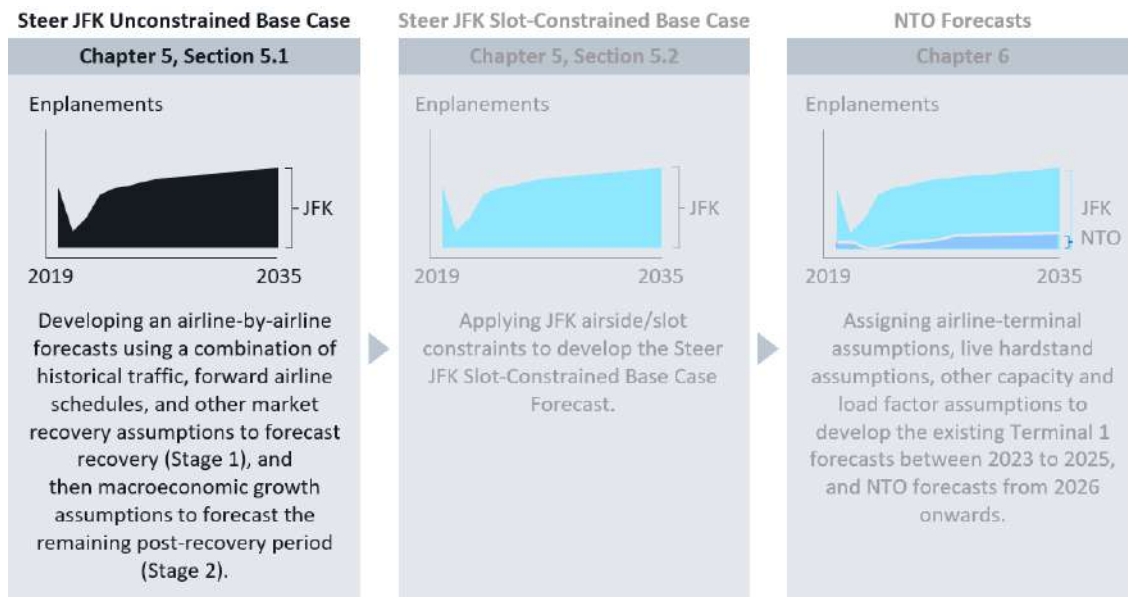 Steer JFK Unconstrained Base Case
Chapter 5, Section 5.1
Enplanements
JFK
2019 2035
Developing an airline-by-airline
forecasts using a combination of
historical traffic, forward airline
schedules, and other market
recovery assumptions to forecast
recovery (Stage 1), and
then macroeconomic growth
assumptions to forecast the
remaining post-recovery period
(Stage 2).
Steer JFK Slot-Constrained Base Case
Chapter 5, Section 5.2
Enplanements
JFK
2019 2035
Applying JFK airside/slot
constraints to develop the Steer
JFK Slot-Constrained Base Case
Forecast.
NTO Forecasts
Chapter 6
Enplanements
JFK
NTO
2019 2035
Assigning airline-terminal
assumptions, live hardstand
assumptions, other capacity and
load factor assumptions to
develop the existing Terminal 1
forecasts between 2023 to 2025,
and NTO forecasts from 2026
onwards.